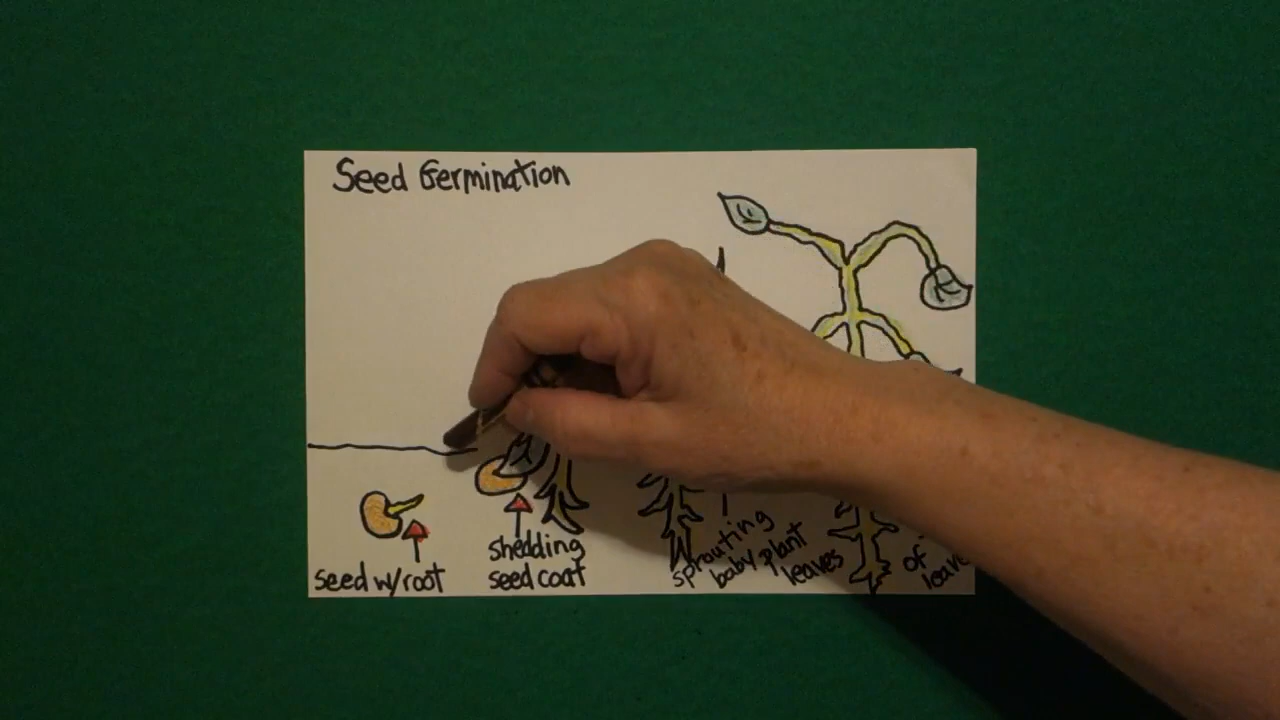 Seed Germination
seed w/root
shedding
seed coat
sprouting
baby plant
leaves
of